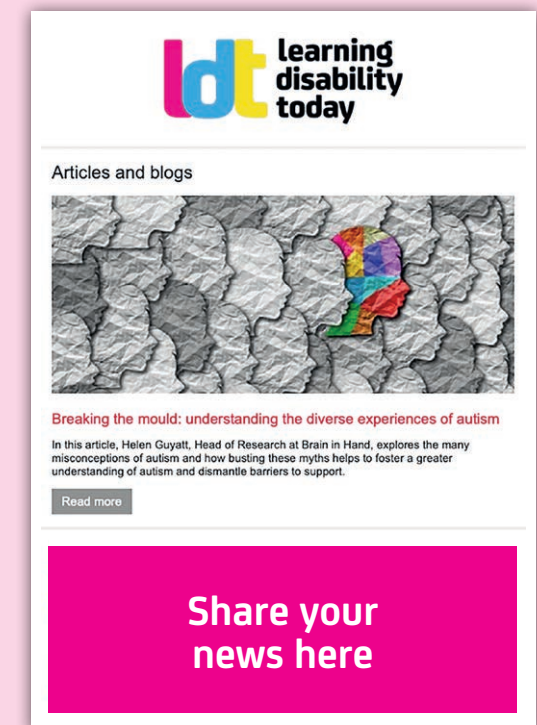 ldt learning
disability
today
Articles and blogs
Breaking the mould: understanding the diverse experiences of autism
In this article, Helen Guyatt, Head of Research at Brain in Hand, explores the many
misconceptions of autism and how busting these myths helps to foster a greater
understanding of autism and dismantle barriers to support.
Read more
Share your
news here